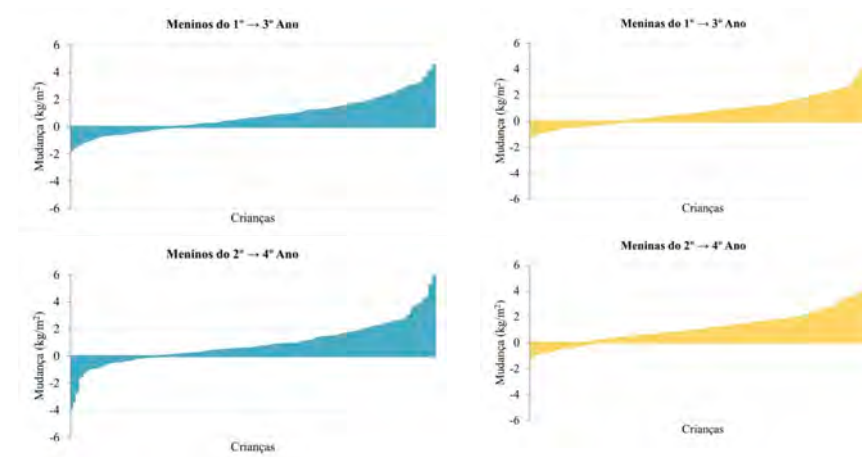 Meninos do 1º → 3º Ano
6
4
2
0
-2
-4
-6
Mudança (kg/m²)
Crianças
Meninas do 1º → 3º Ano
6
4
2
0
-2
-4
-6
Mudança (kg/m²)
Crianças
Meninos do 2º → 4º Ano
6
4
2
0
-2
-4
-6
Mudança (kg/m²)
Crianças
Meninas do 2º → 4º Ano
6
4
2
0
-2
-4
-6
Mudança (kg/m²)
Crianças